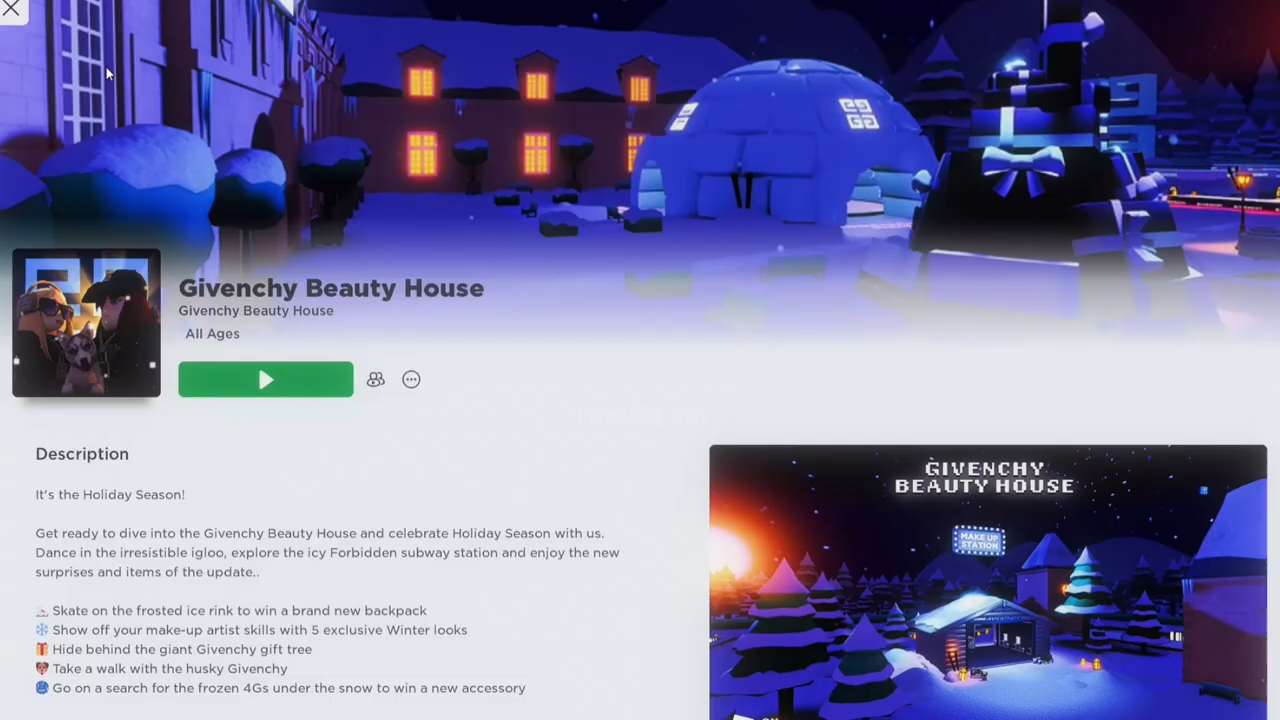 Givenchy Beauty House
Givenchy Beauty House
All Ages
Description
It's the Holiday Season!
Get ready to dive into the Givenchy Beauty House and celebrate Holiday Season with us.
Dance in the irresistible igloo, explore the icy Forbidden subway station and enjoy the new
surprises and items of the update..
Skate on the frosted ice rink to win a brand new backpack
Show off your make-up artist skills with 5 exclusive Winter looks
Hide behind the giant Givenchy gift tree
Take a walk with the husky Givenchy
Go on a search for the frozen 4Gs under the snow to win a new accessory
GIVENCHY
BEAUTY HOUSE
MAKE UP
STATION